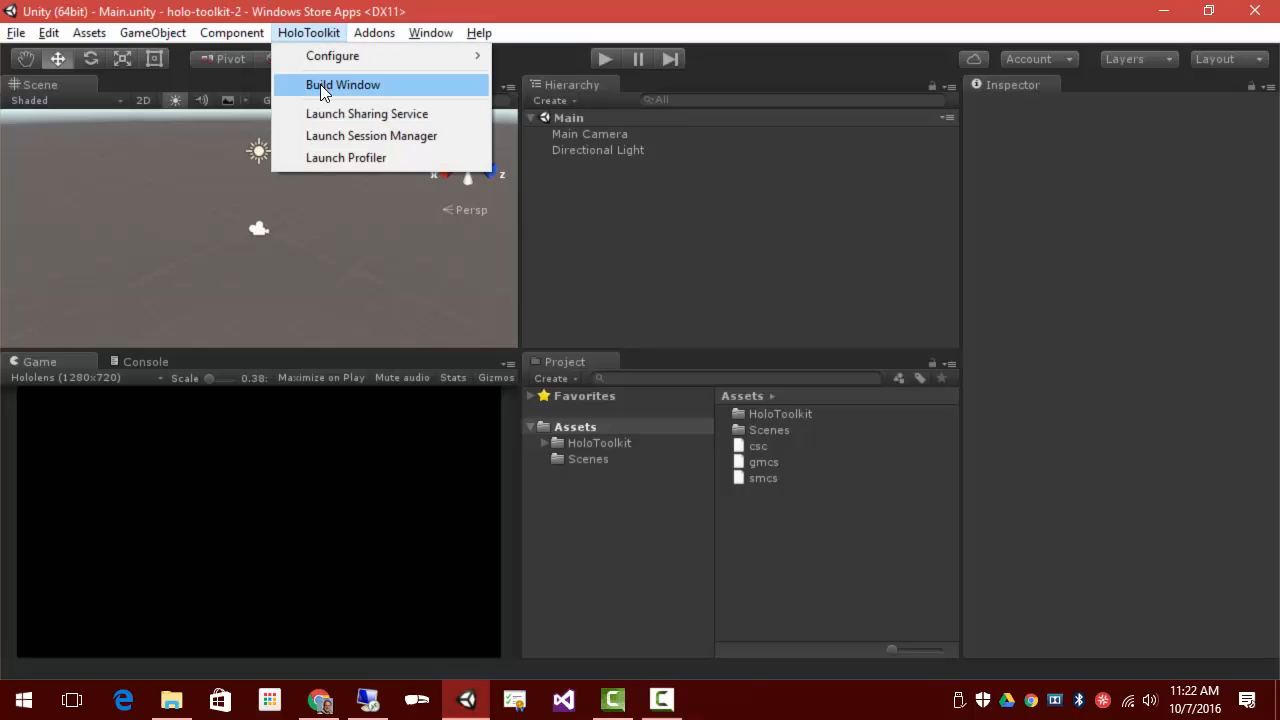 Unity (64bit) - Main.unity - holo-toolkit-2 - Windows Store Apps <DX11>
File Edit Assets GameObject Component HoloToolkit Addons Window Help
Pivot Account Layers Layout
Configure
Build Window
Launch Sharing Service
Launch Session Manager
Launch Profiler
Scene
Shaded 2D G
x z
Persp
Hierarchy
Create All
Main
Main Camera
Directional Light
Inspector
Game Console
Hololens (1280x720) Scale 0.38: Maximize on Play Mute audio Stats Gizmos
Project
Create
Favorites
Assets
HoloToolkit
Scenes
Assets
HoloToolkit
Scenes
csc
gmcs
smcs
11:22 AM
10/7/2016